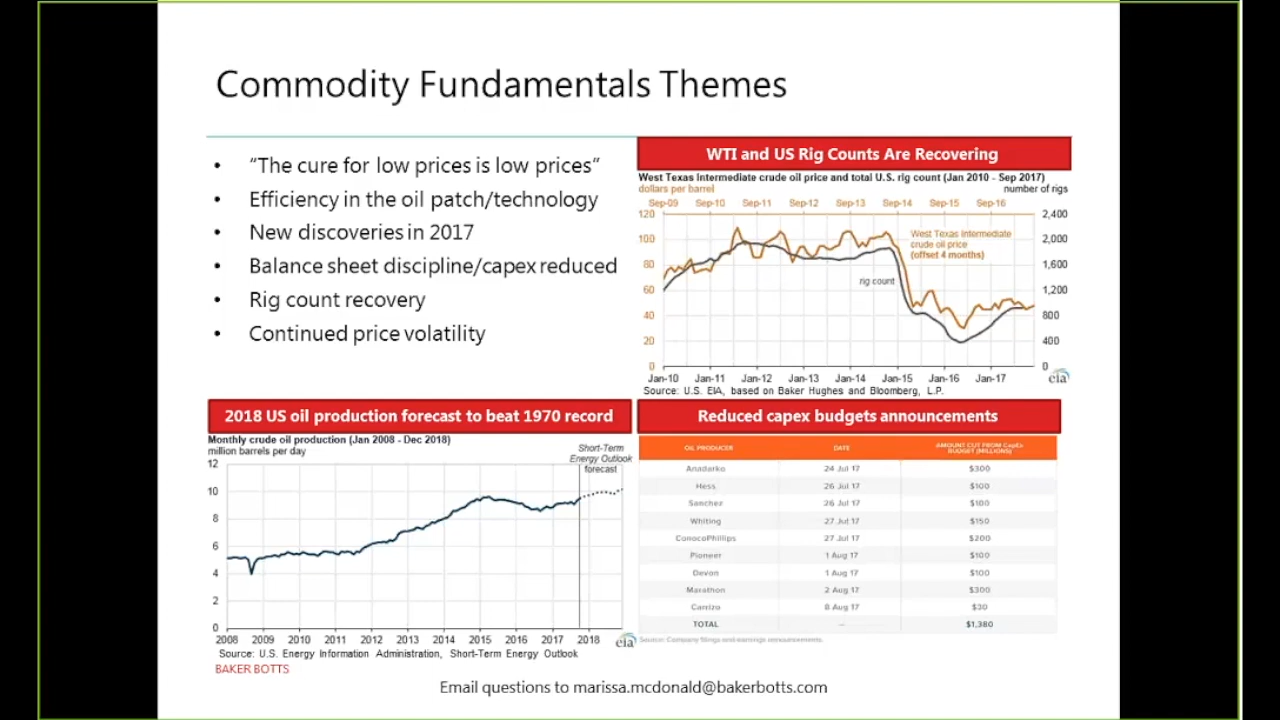 Commodity Fundamentals Themes
• “The cure for low prices is low prices”
• Efficiency in the oil patch/technology
• New discoveries in 2017
• Balance sheet discipline/capex reduced
• Rig count recovery
• Continued price volatility
WTI and US Rig Counts Are Recovering
West Texas Intermediate crude oil price and total U.S. rig count (Jan 2010 - Sep 2017)
dollars per barrel number of rigs
Sep-09 Sep-10 Sep-11 Sep-12 Sep-13 Sep-14 Sep-15 Sep-16
120 2,400
100 2,000
80 1,600
60 1,200
40 800
20 400
0 0
West Texas Intermediate
crude oil price
(offset 4 months)
rig count
Jan-10 Jan-11 Jan-12 Jan-13 Jan-14 Jan-15 Jan-16 Jan-17
eia
Source: U.S. EIA, based on Baker Hughes and Bloomberg, L.P.
2018 US oil production forecast to beat 1970 record
Monthly crude oil production (Jan 2008 - Dec 2018)
million barrels per day
Short-Term
Energy Outlook
forecast
12
10
8
6
4
2
0
2008 2009 2010 2011 2012 2013 2014 2015 2016 2017 2018
eia
Source: U.S. Energy Information Administration, Short-Term Energy Outlook
Reduced capex budgets announcements
OIL PRODUCER DATE AMOUNT CUT FROM CapEx
BUDGET (MILLIONS)
Anadarko 24 Jul 17 $300
Hess 26 Jul 17 $100
Sanchez 26 Jul 17 $100
Whiting 27 Jul 17 $150
ConocoPhillips 27 Jul 17 $200
Pioneer 1 Aug 17 $100
Devon 1 Aug 17 $100
Marathon 2 Aug 17 $300
Carrizo 8 Aug 17 $30
TOTAL – $1,380
Source: Company filings and earnings announcements.
BAKER BOTTS
Email questions to marissa.mcdonald@bakerbotts.com